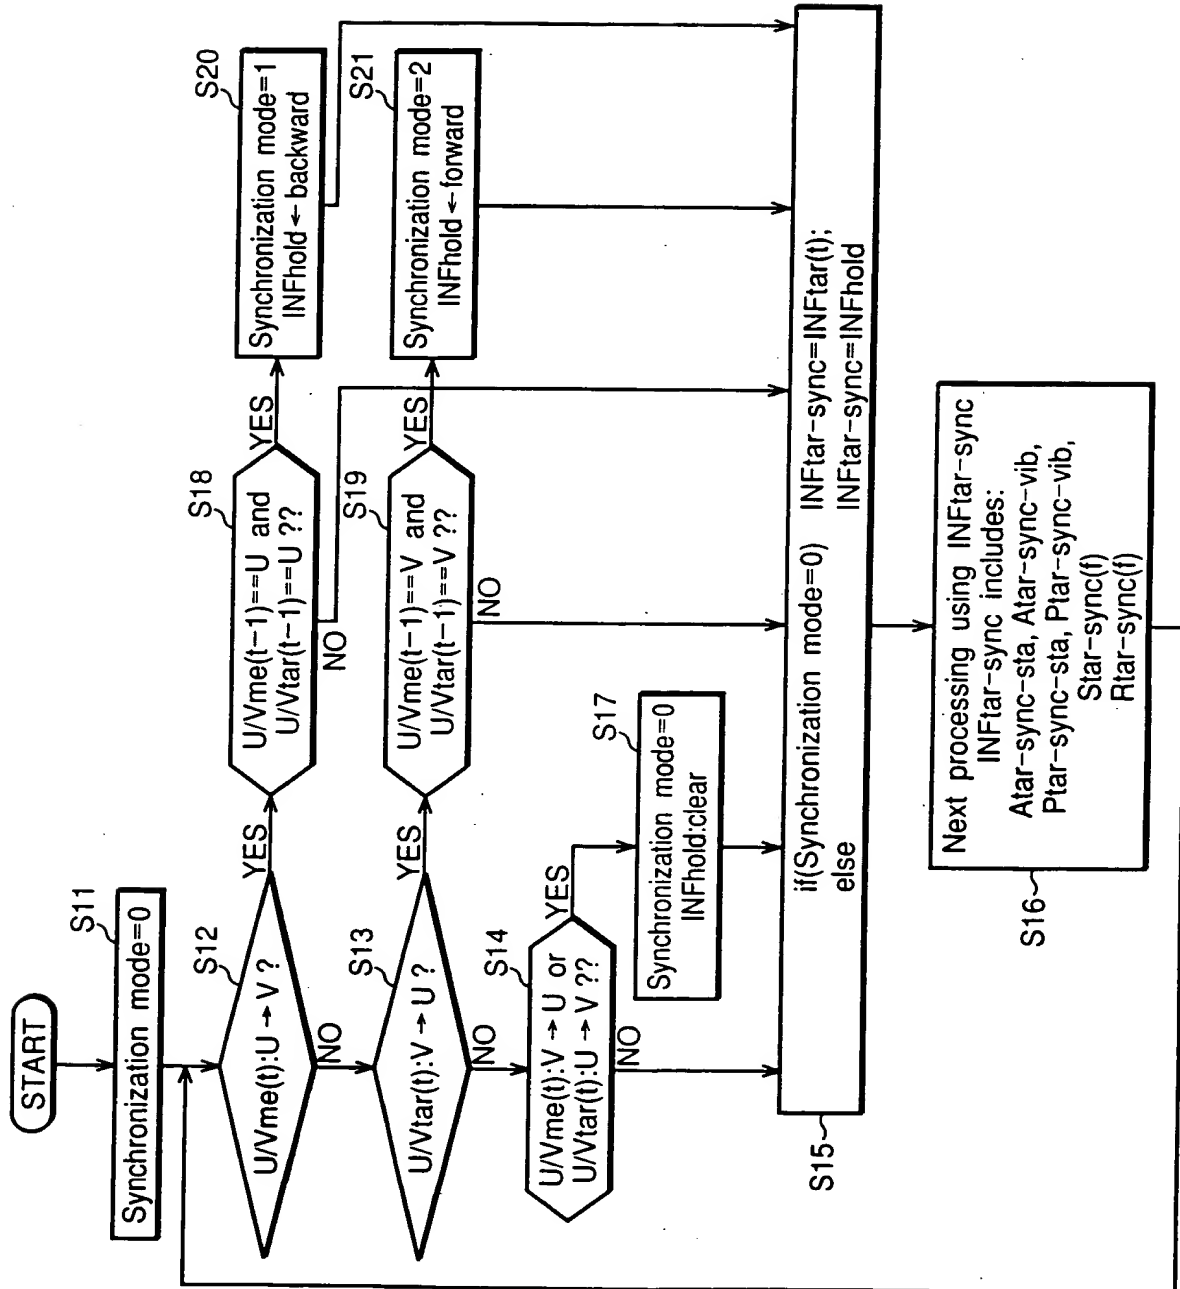 START
S11
Synchronization mode=0
S12
U/Vme(t):U→V ?
YES
NO
S18
U/Vme(t-1)==U and
U/Vtar(t-1)==U ??
YES
NO
S20
Synchronization mode=1
INFhold←backward
S13
U/Vtar(t):V→U ?
YES
NO
S19
U/Vme(t-1)==V and
U/Vtar(t-1)==V ??
YES
NO
S21
Synchronization mode=2
INFhold←forward
S14
U/Vme(t):V→U or
U/Vtar(t):U→V ??
YES
NO
S17
Synchronization mode=0
INFhold:clear
S15
if(Synchronization mode=0) INFtar-sync=INFtar(t);
else INFtar-sync=INFhold
S16
Next processing using INFtar-sync
INFtar-sync includes:
Atar-sync-sta, Atar-sync-vib,
Ptar-sync-sta, Ptar-sync-vib,
Star-sync(f)
Rtar-sync(f)